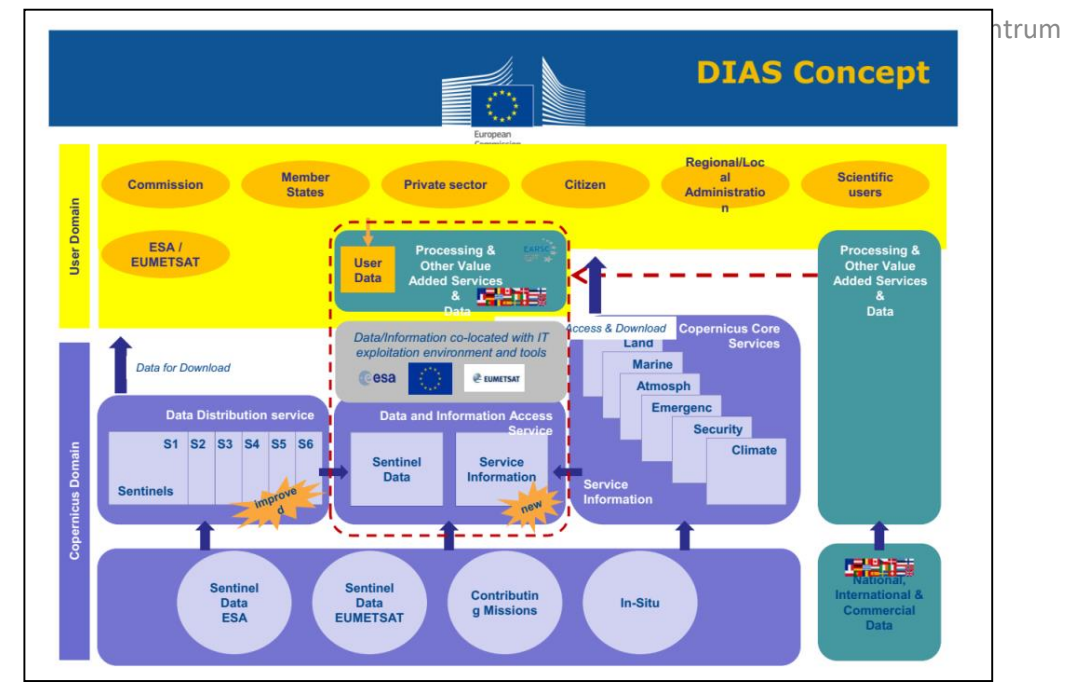 ntrum
DIAS Concept
European
Commission
User Domain
Commission
Member
States
Private sector
Citizen
Regional/Loc
al
Administratio
n
Scientific
users
ESA /
EUMETSAT
User
Data
Processing &
Other Value
Added Services
&
Data
EARSC
Processing &
Other Value
Added Services
&
Data
Data for Download
Data/Information co-located with IT
exploitation environment and tools
esa
EUMETSAT
Access & Download
Copernicus Core
Services
Land
Marine
Atmosph
Emergenc
Security
Climate
Service
Information
Copernicus Domain
Data Distribution service
S1 S2 S3 S4 S5 S6
Sentinels
improve
d
Data and Information Access
Service
Sentinel
Data
Service
Information
new
Sentinel
Data
ESA
Sentinel
Data
EUMETSAT
Contributin
g Missions
In-Situ
National,
International &
Commercial
Data